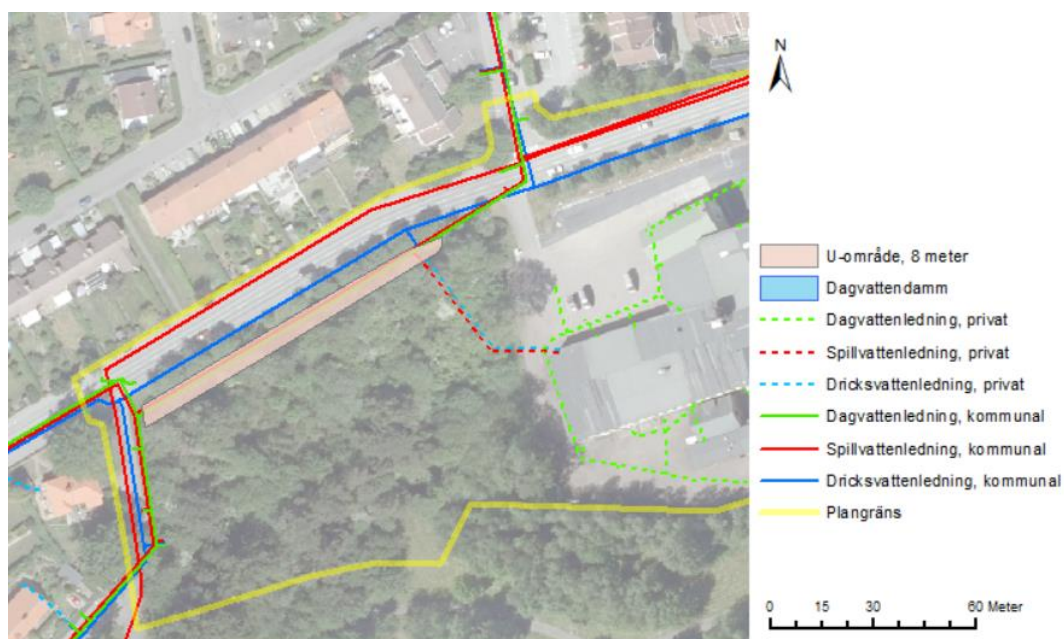 N
U-område, 8 meter
Dagvattendamm
Dagvattenledning, privat
Spillvattenledning, privat
Dricksvattenledning, privat
Dagvattenledning, kommunal
Spillvattenledning, kommunal
Dricksvattenledning, kommunal
Plangräns
0 15 30 60 Meter